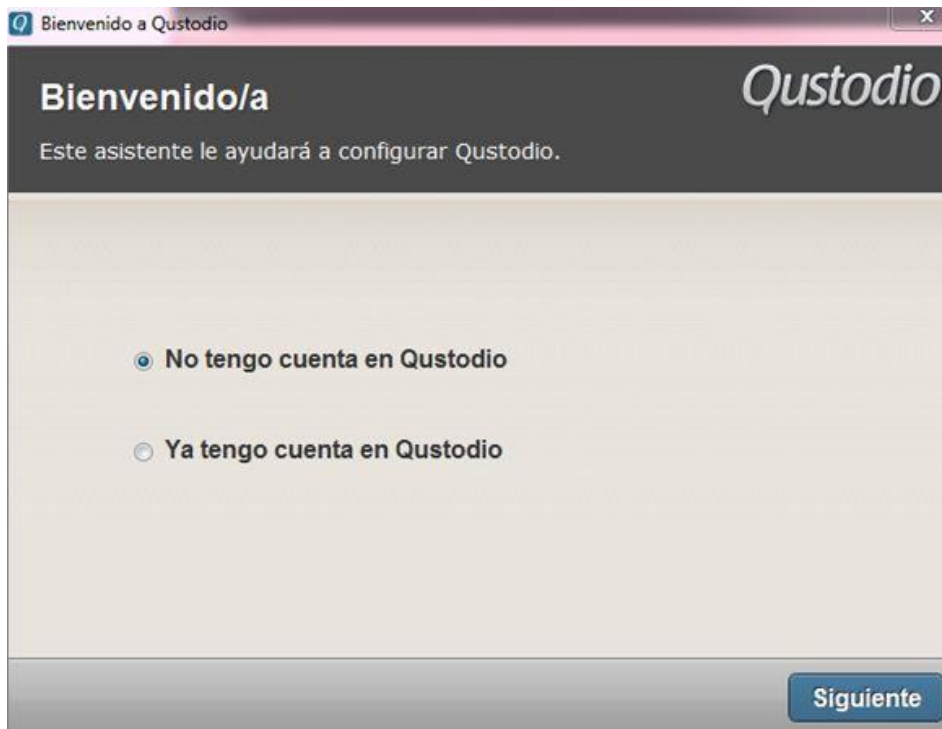 Bienvenido a Qustodio
Bienvenido/a
Qustodio
Este asistente le ayudará a configurar Qustodio.
No tengo cuenta en Qustodio
Ya tengo cuenta en Qustodio
Siguiente